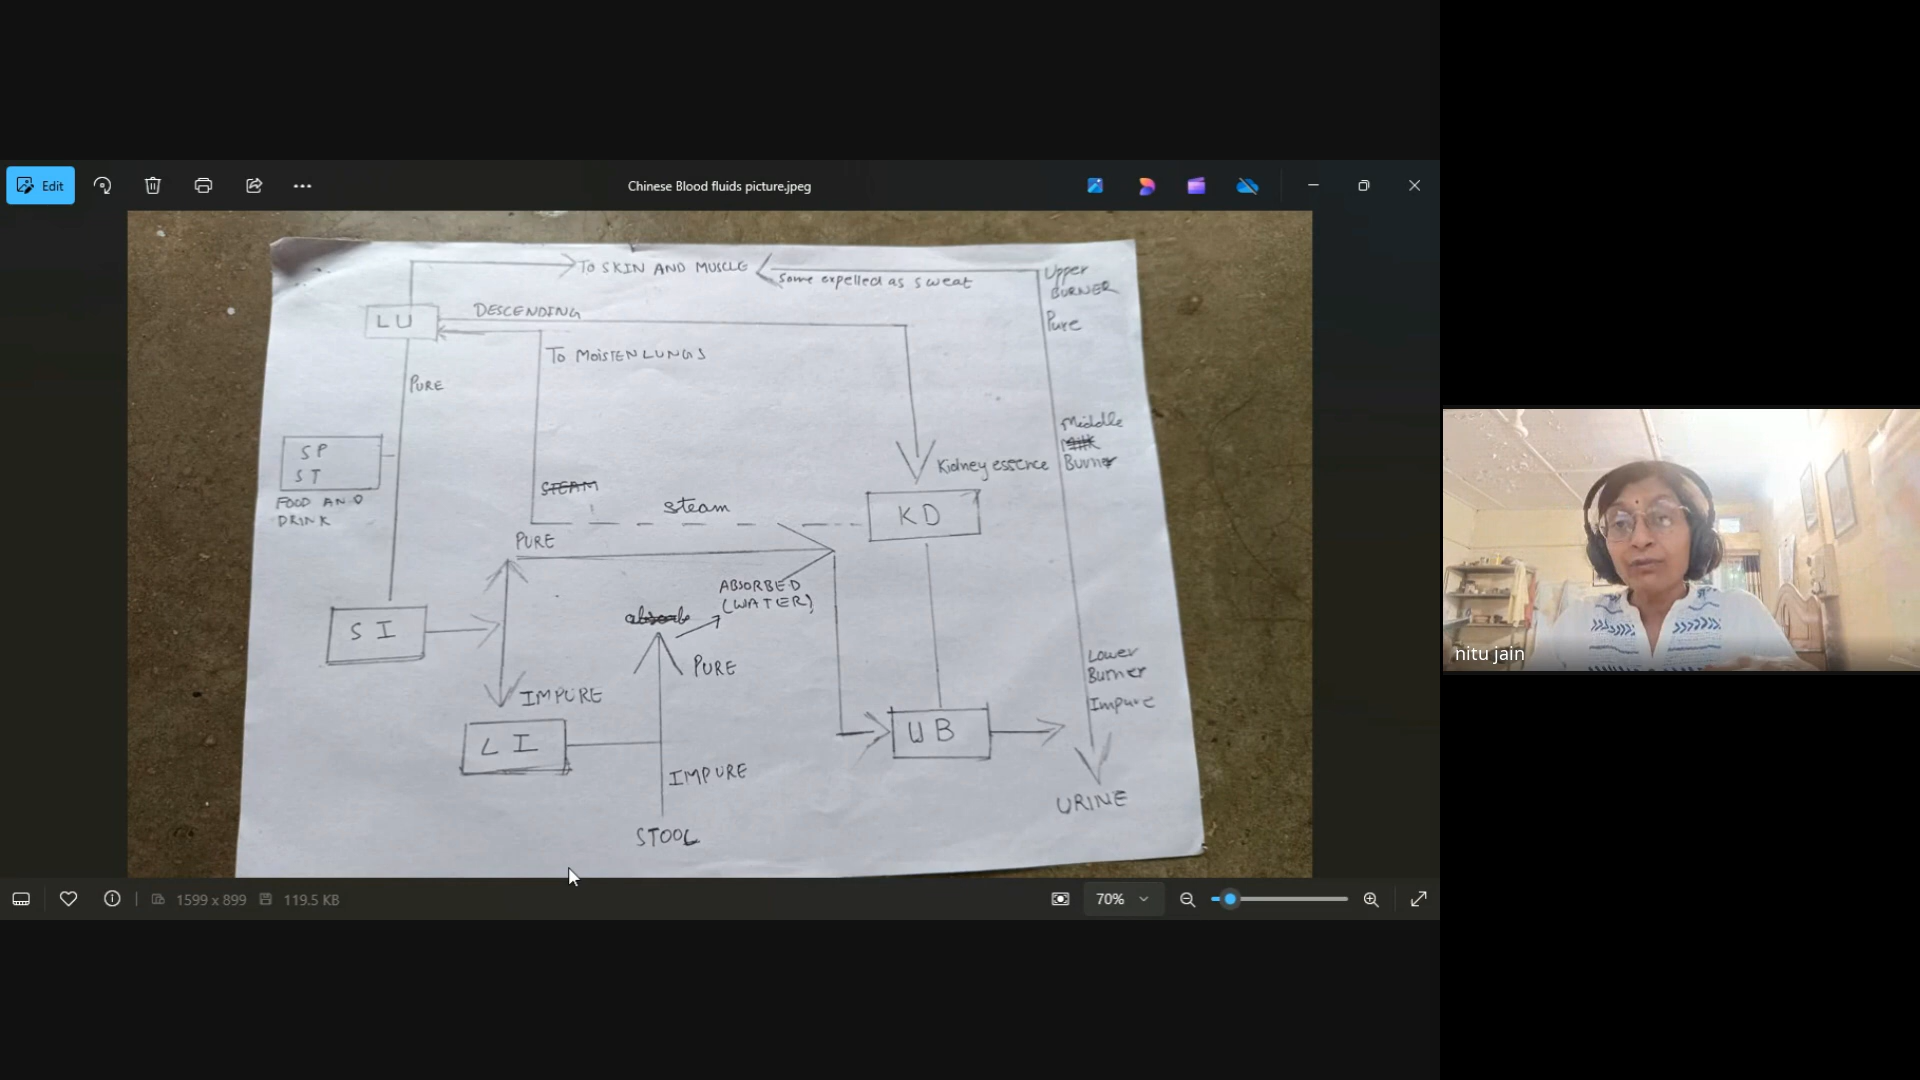 Edit
Chinese Blood fluids picture.jpeg
TO SKIN AND MUSCLE
Some expelled as sweat
Upper
BURNER
Pure
LU
DESCENDING
TO MOISTEN LUNGS
PURE
SP
ST
FOOD AND
DRINK
Middle
Burner
Kidney essence
STEAM
steam
KD
PURE
ABSORBED
(WATER)
absorb
SI
PURE
IMPURE
Lower
Burner
Impure
LI
UB
IMPURE
URINE
STOOL
nitu jain
1599 x 899
119.5 KB
70%